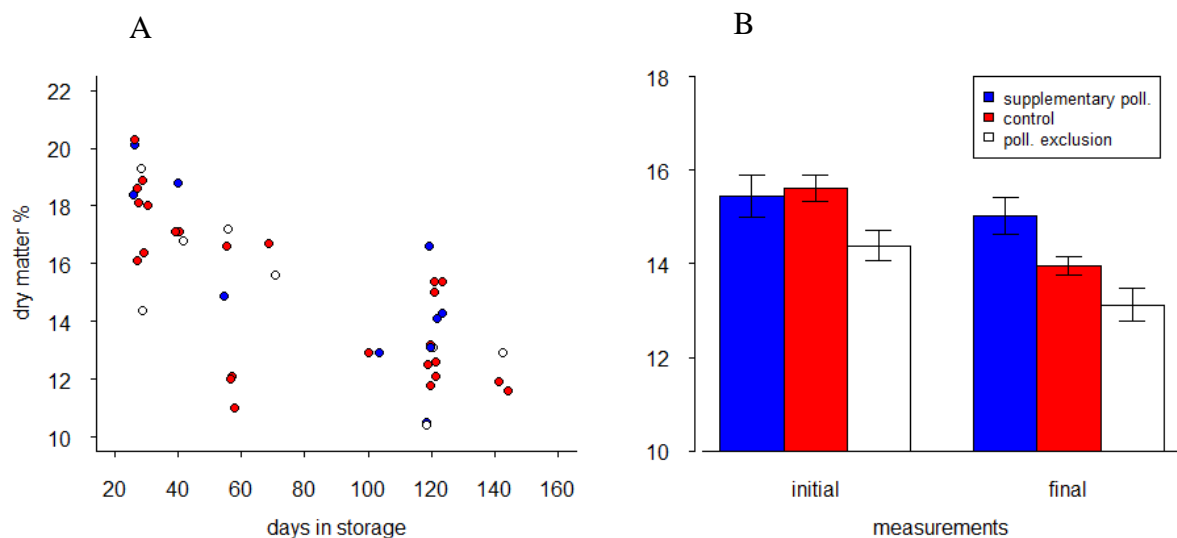 A
dry matter %
22
20
18
16
14
12
10
20 40 60 80 100 120 140 160
days in storage
B
18
16
14
12
10
supplementary poll.
control
poll. exclusion
initial final
measurements